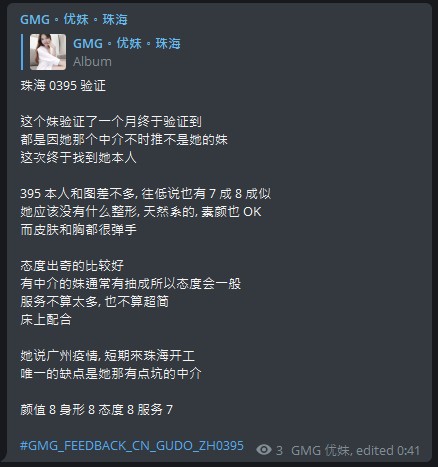 GMG 。优妹。珠海
GMG 。优妹。珠海
Album
珠海 0395 验证
这个妹验证了一个月终于验证到
都是因她那个中介不时推不是她的妹
这次终于找到她本人
395 本人和图差不多, 往低说也有 7 成 8 成似
她应该没有什么整形, 天然系的, 素颜也 OK
而皮肤和胸都很弹手
态度出奇的比较好
有中介的妹通常有抽成所以态度会一般
服务不算太多, 也不算超简
床上配合
她说广州疫情, 短期來珠海开工
唯一的缺点是她那有点坑的中介
颜值 8 身形 8 态度 8 服务 7
#GMG_FEEDBACK_CN_GUDO_ZH0395 3 GMG 优妹, edited 0:41